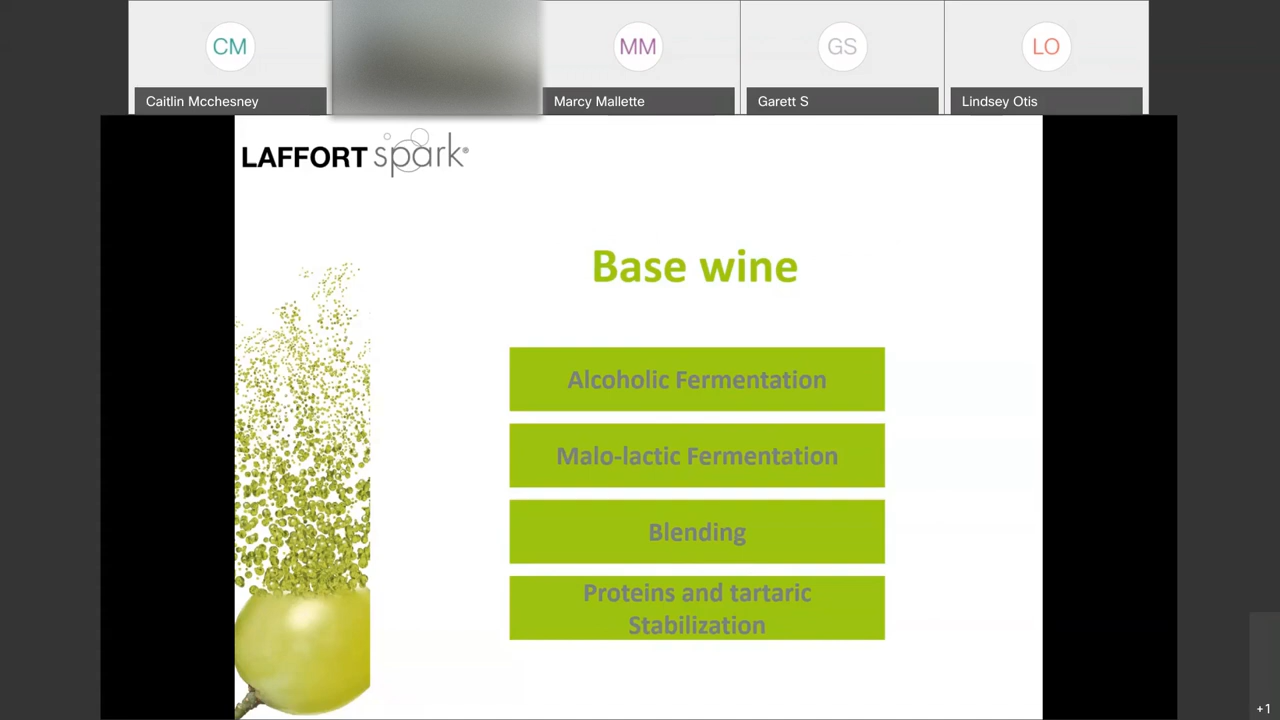 CM
MM
GS
LO
Caitlin Mcchesney
Marcy Mallette
Garett S
Lindsey Otis
LAFFORT spark®
Base wine
Alcoholic Fermentation
Malo-lactic Fermentation
Blending
Proteins and tartaric
Stabilization
+1